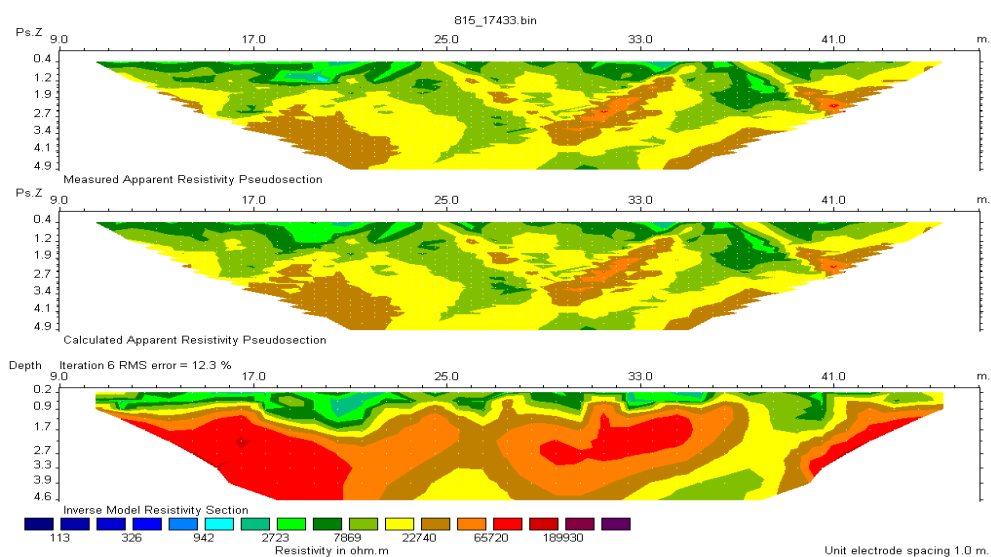 815_17433.bin
Ps.Z
9.0 17.0 25.0 33.0 41.0 m.
0.4
1.2
1.9
2.7
3.4
4.1
4.9
Measured Apparent Resistivity Pseudosection
Ps.Z
9.0 17.0 25.0 33.0 41.0 m.
0.4
1.2
1.9
2.7
3.4
4.1
4.9
Calculated Apparent Resistivity Pseudosection
Depth Iteration 6 RMS error = 12.3 %
9.0 17.0 25.0 33.0 41.0 m.
0.2
0.9
1.7
2.7
3.3
3.9
4.6
Inverse Model Resistivity Section
113 326 942 2723 7869 22740 65720 189930
Resistivity in ohm.m
Unit electrode spacing 1.0 m.